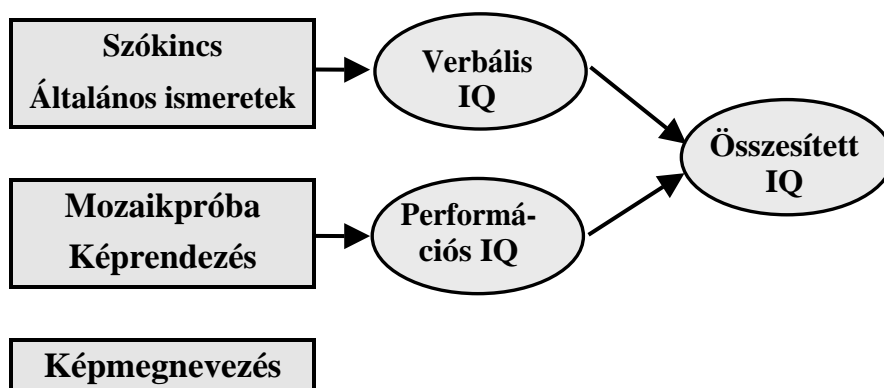 Szókincs
Általános ismeretek
Verbális
IQ
Összesített
IQ
Mozaikpróba
Képrendezés
Performá-
ciós IQ
Képmegnevezés